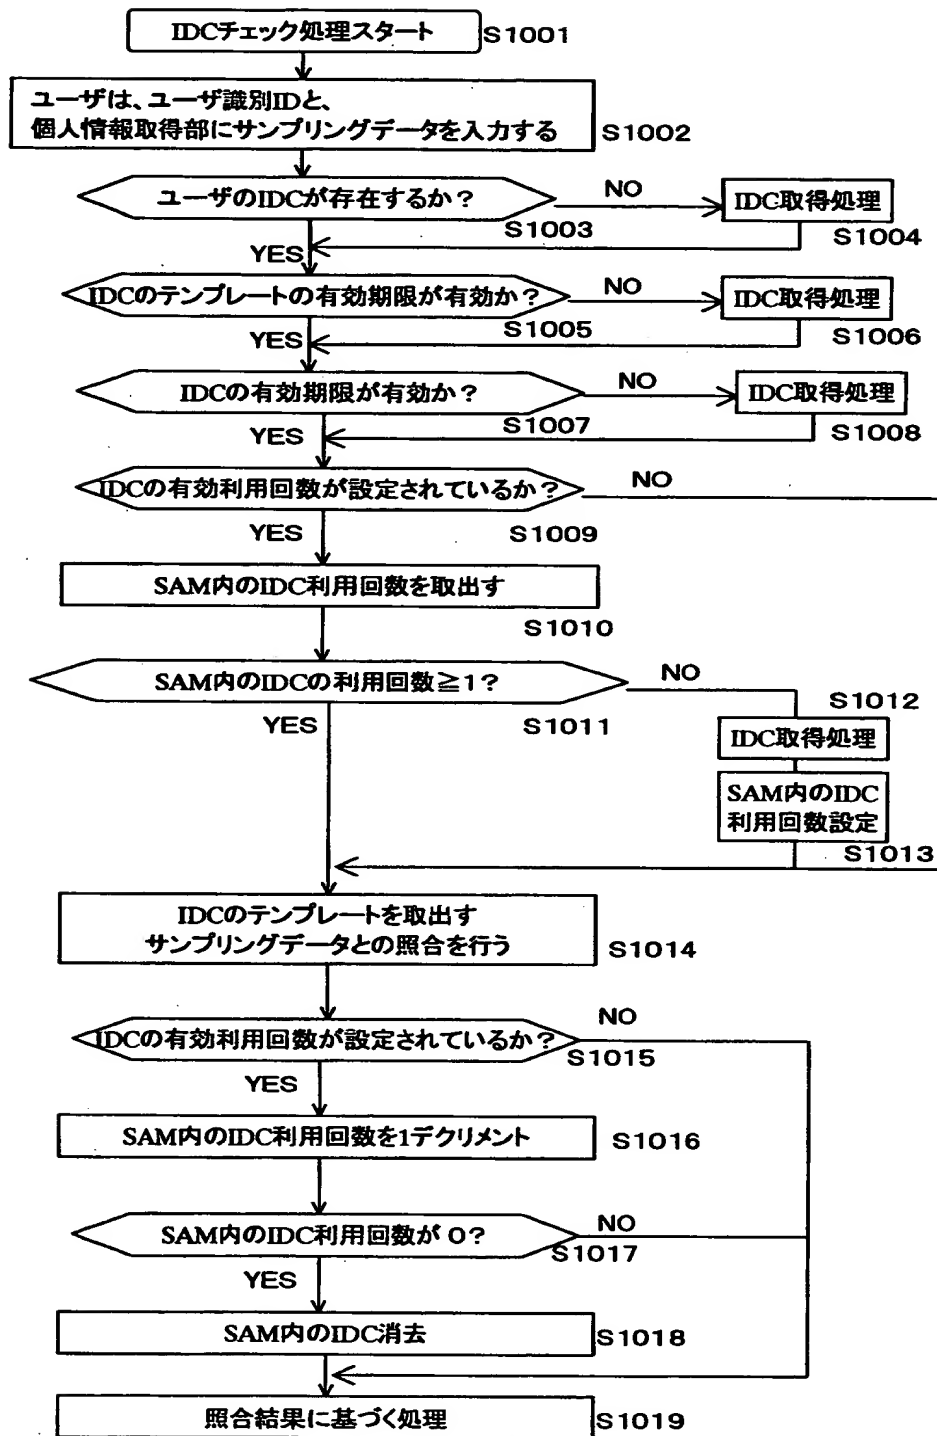 IDCチェック処理スタート
S1001
ユーザは、ユーザ識別IDと、
個人情報取得部にサンプリングデータを入力する
S1002
ユーザのIDCが存在するか?
NO
IDC取得処理
S1003
S1004
YES
IDCのテンプレートの有効期限が有効か?
NO
IDC取得処理
S1005
S1006
YES
IDCの有効期限が有効か?
NO
IDC取得処理
S1007
S1008
YES
IDCの有効利用回数が設定されているか?
NO
YES
S1009
SAM内のIDC利用回数を取出す
S1010
SAM内のIDCの利用回数≧1?
NO
YES
S1011
S1012
IDC取得処理
SAM内のIDC
利用回数設定
S1013
IDCのテンプレートを取出す
サンプリングデータとの照合を行う
S1014
IDCの有効利用回数が設定されているか?
NO
S1015
YES
SAM内のIDC利用回数を1デクリメント
S1016
SAM内のIDC利用回数が 0?
NO
S1017
YES
SAM内のIDC消去
S1018
照合結果に基づく処理
S1019